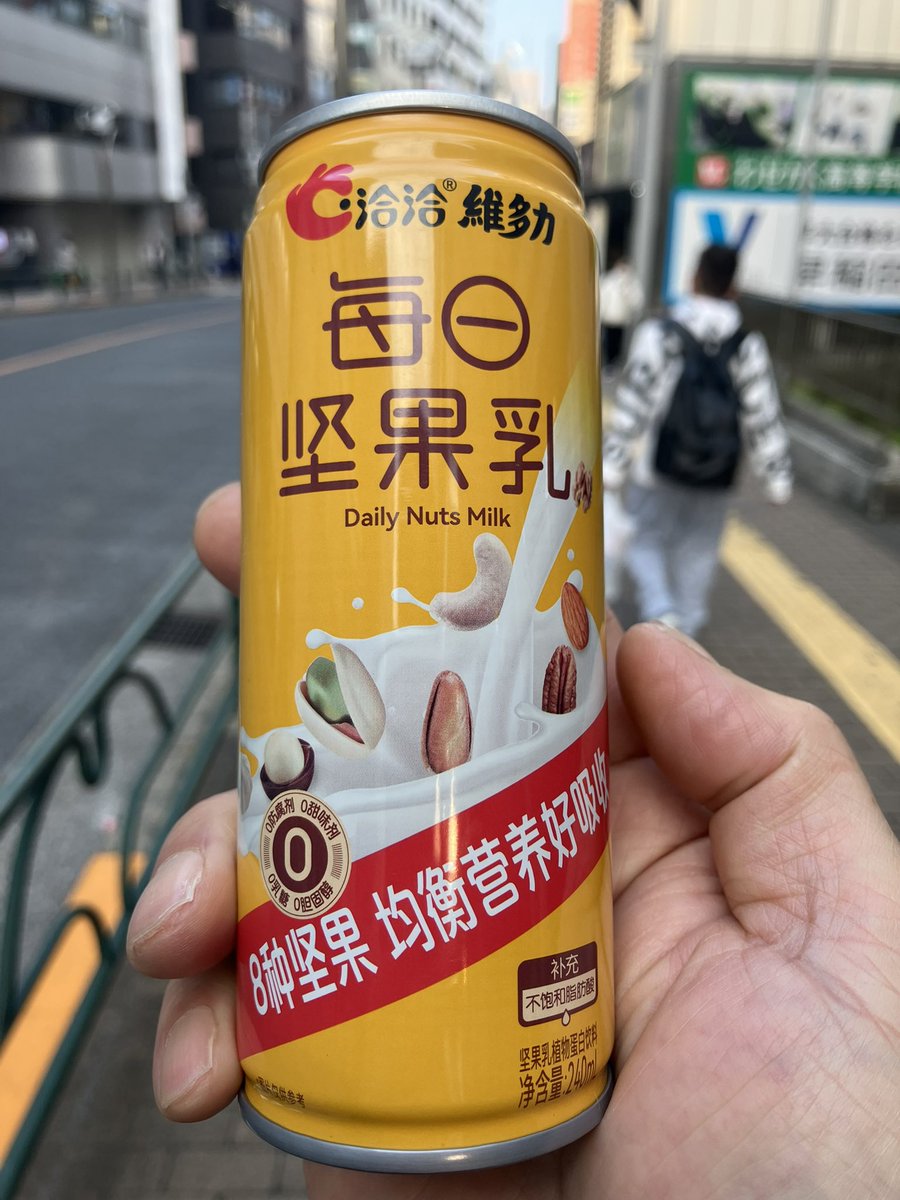 洽洽® 維多力
每日
坚果乳
Daily Nuts Milk
0防腐剂 0甜味剂
0
0乳糖 0胆固醇
8种坚果 均衡营养好吸收
补充
不饱和脂肪酸
坚果乳植物蛋白饮料
净含量:240ml